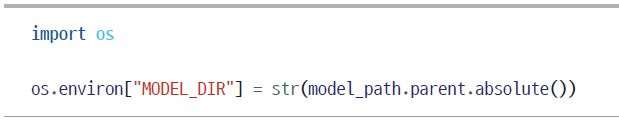 import os
os.environ["MODEL_DIR"] = str(model_path.parent.absolute())